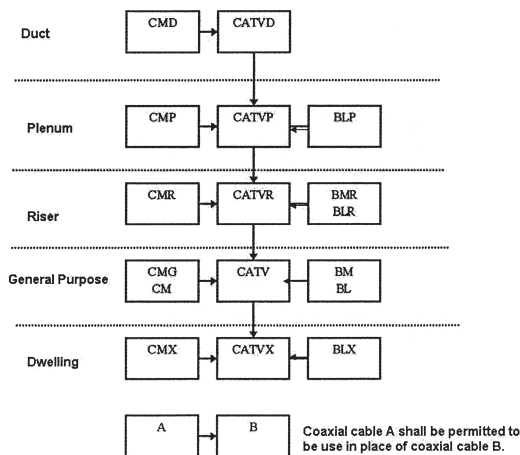 Duct
CMD
CATVD
Plenum
CMP
CATVP
BLP
Riser
CMR
CATVR
BMR
BLR
General Purpose
CMG
CM
CATV
BM
BL
Dwelling
CMX
CATVX
BLX
A
B
Coaxial cable A shall be permitted to
be use in place of coaxial cable B.